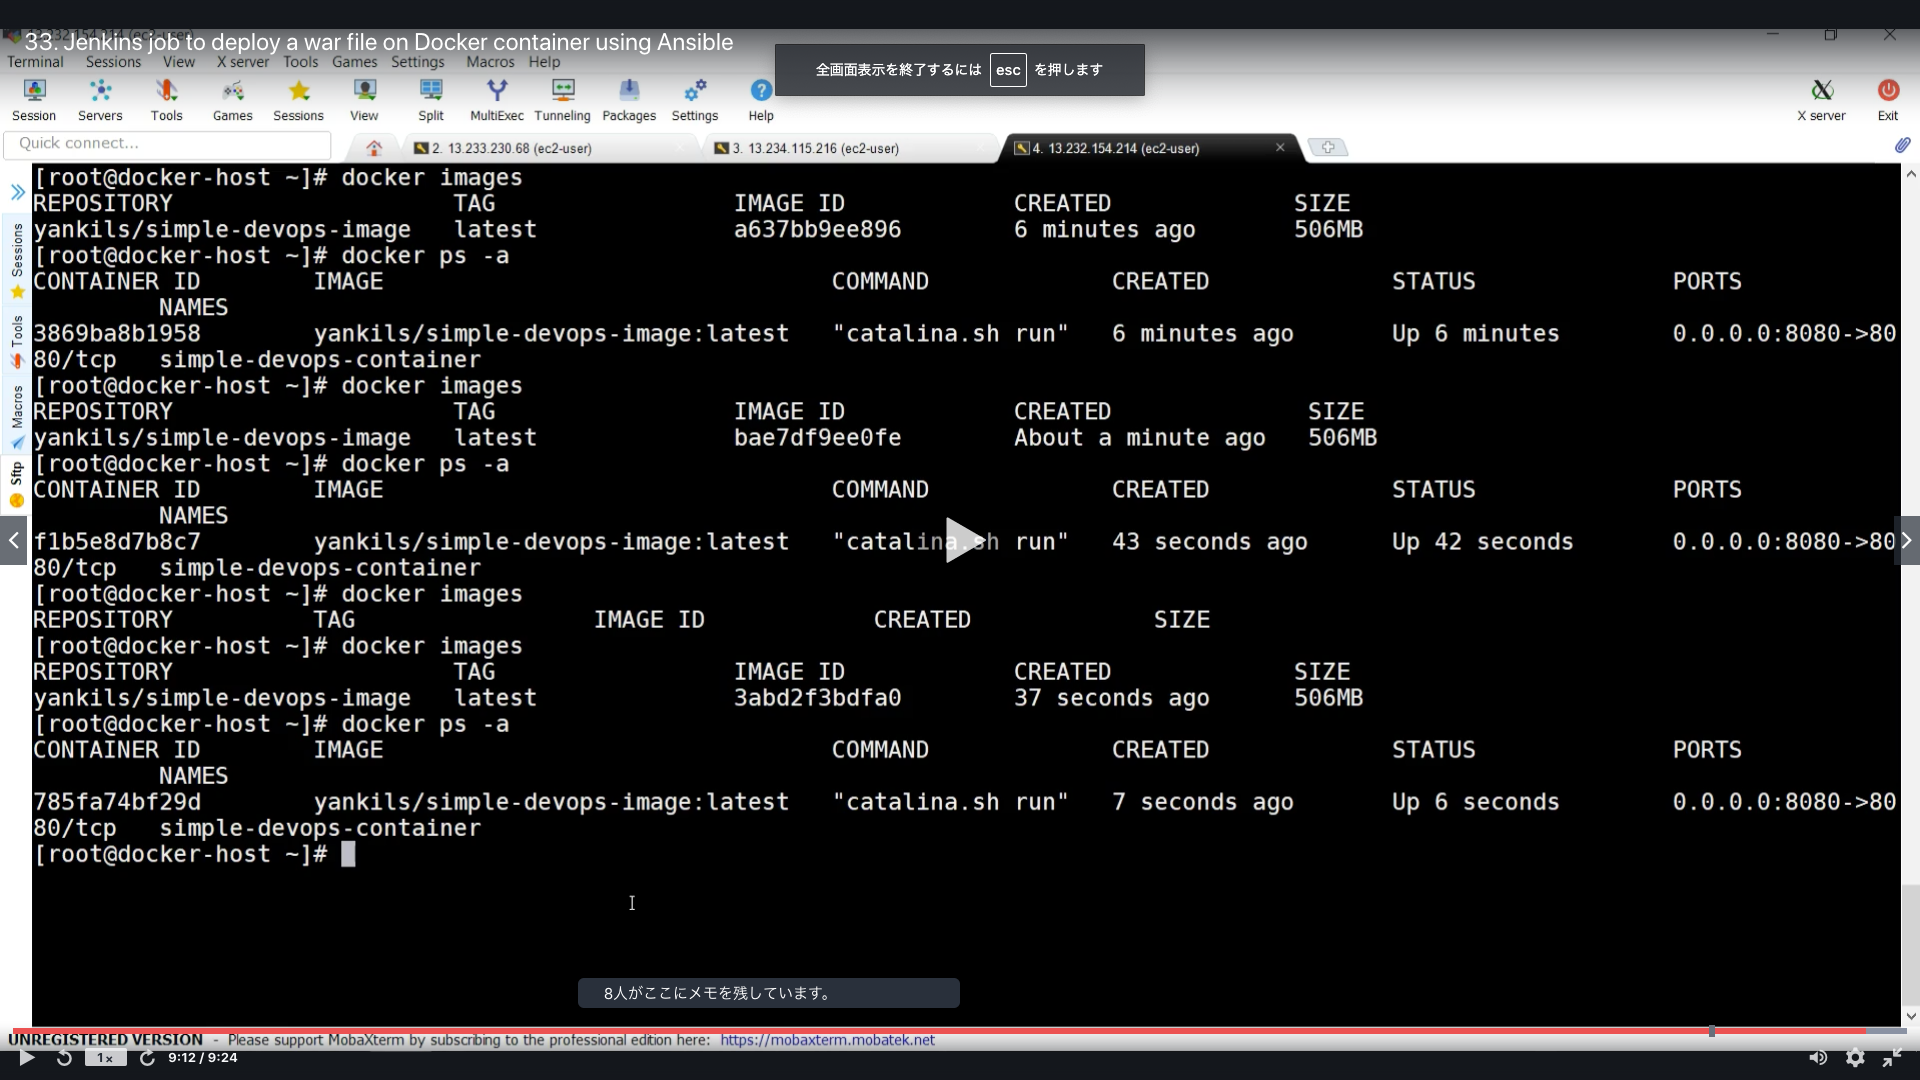 33. Jenkins job to deploy a war file on Docker container using Ansible
Terminal Sessions View X server Tools Games Settings Macros Help
全画面表示を終了するには esc を押します
Session Servers Tools Games Sessions View Split MultiExec Tunneling Packages Settings Help X server Exit
Quick connect...
2. 13.233.230.68 (ec2-user)
3. 13.234.115.216 (ec2-user)
4. 13.232.154.214 (ec2-user)
Sessions
Tools
Macros
Sftp
[root@docker-host ~]# docker images
REPOSITORY TAG IMAGE ID CREATED SIZE
yankils/simple-devops-image latest a637bb9ee896 6 minutes ago 506MB
[root@docker-host ~]# docker ps -a
CONTAINER ID IMAGE COMMAND CREATED STATUS PORTS
NAMES
3869ba8b1958 yankils/simple-devops-image:latest "catalina.sh run" 6 minutes ago Up 6 minutes 0.0.0.0:8080->80
80/tcp simple-devops-container
[root@docker-host ~]# docker images
REPOSITORY TAG IMAGE ID CREATED SIZE
yankils/simple-devops-image latest bae7df9ee0fe About a minute ago 506MB
[root@docker-host ~]# docker ps -a
CONTAINER ID IMAGE COMMAND CREATED STATUS PORTS
NAMES
f1b5e8d7b8c7 yankils/simple-devops-image:latest "catalina.sh run" 43 seconds ago Up 42 seconds 0.0.0.0:8080->80
80/tcp simple-devops-container
[root@docker-host ~]# docker images
REPOSITORY TAG IMAGE ID CREATED SIZE
[root@docker-host ~]# docker images
REPOSITORY TAG IMAGE ID CREATED SIZE
yankils/simple-devops-image latest 3abd2f3bdfa0 37 seconds ago 506MB
[root@docker-host ~]# docker ps -a
CONTAINER ID IMAGE COMMAND CREATED STATUS PORTS
NAMES
785fa74bf29d yankils/simple-devops-image:latest "catalina.sh run" 7 seconds ago Up 6 seconds 0.0.0.0:8080->80
80/tcp simple-devops-container
[root@docker-host ~]#
8人がここにメモを残しています。
UNREGISTERED VERSION - Please support MobaXterm by subscribing to the professional edition here: https://mobaxterm.mobatek.net
1x 9:12 / 9:24